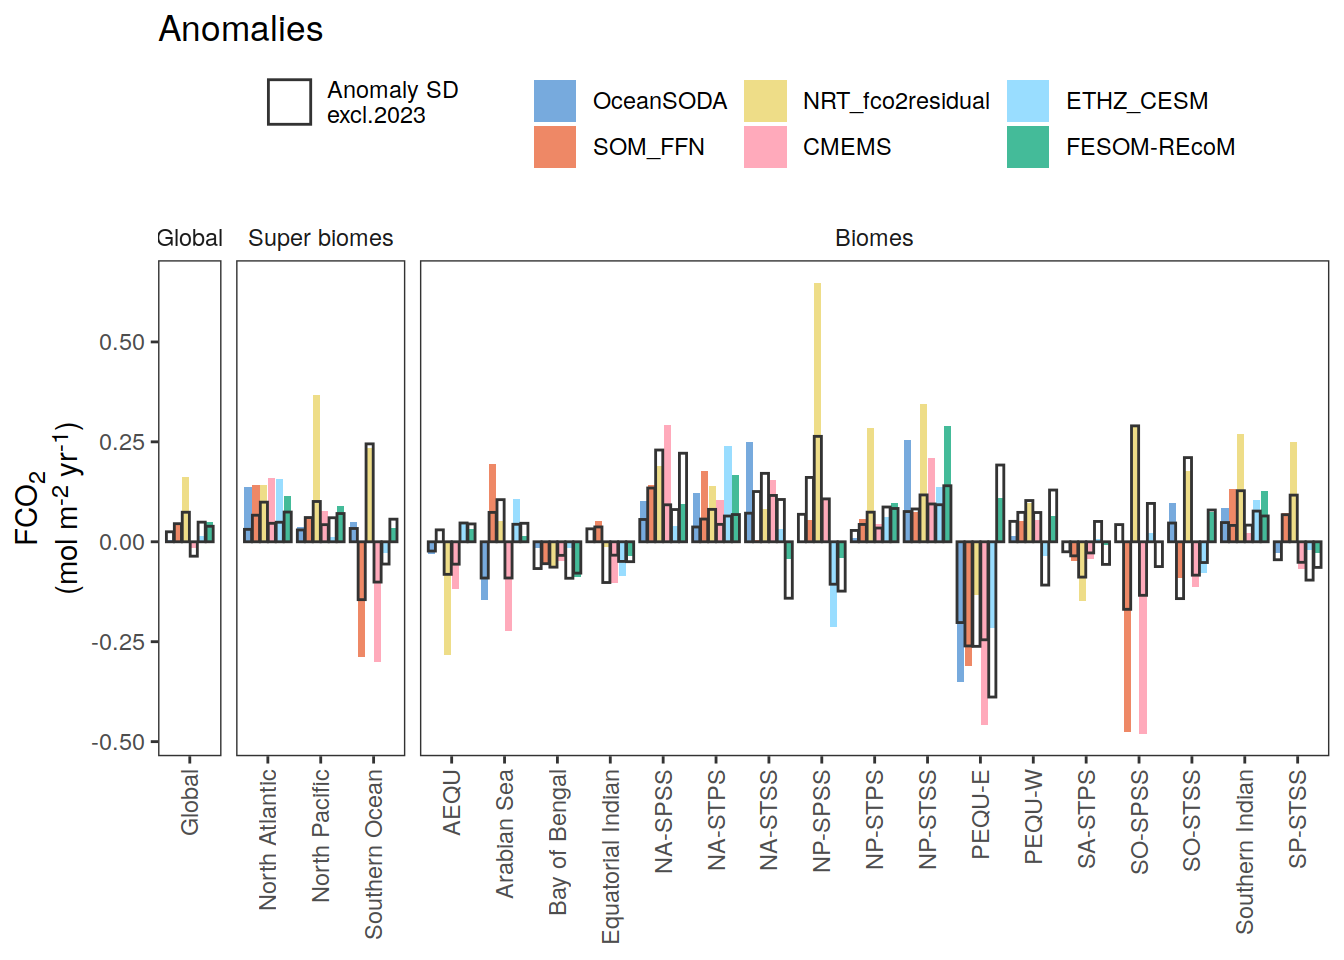 Anomalies
Anomaly SD
excl.2023
OceanSODA
NRT_fco2residual
ETHZ_CESM
SOM_FFN
CMEMS
FESOM-REcoM
Global
Super biomes
Biomes
FCO₂
(mol m⁻² yr⁻¹)
0.50
0.25
0.00
-0.25
-0.50
Global
North Atlantic
North Pacific
Southern Ocean
AEQU
Arabian Sea
Bay of Bengal
Equatorial Indian
NA-SPSS
NA-STPS
NA-STSS
NP-SPSS
NP-STPS
NP-STSS
PEQU-E
PEQU-W
SA-STPS
SO-SPSS
SO-STSS
Southern Indian
SP-STSS